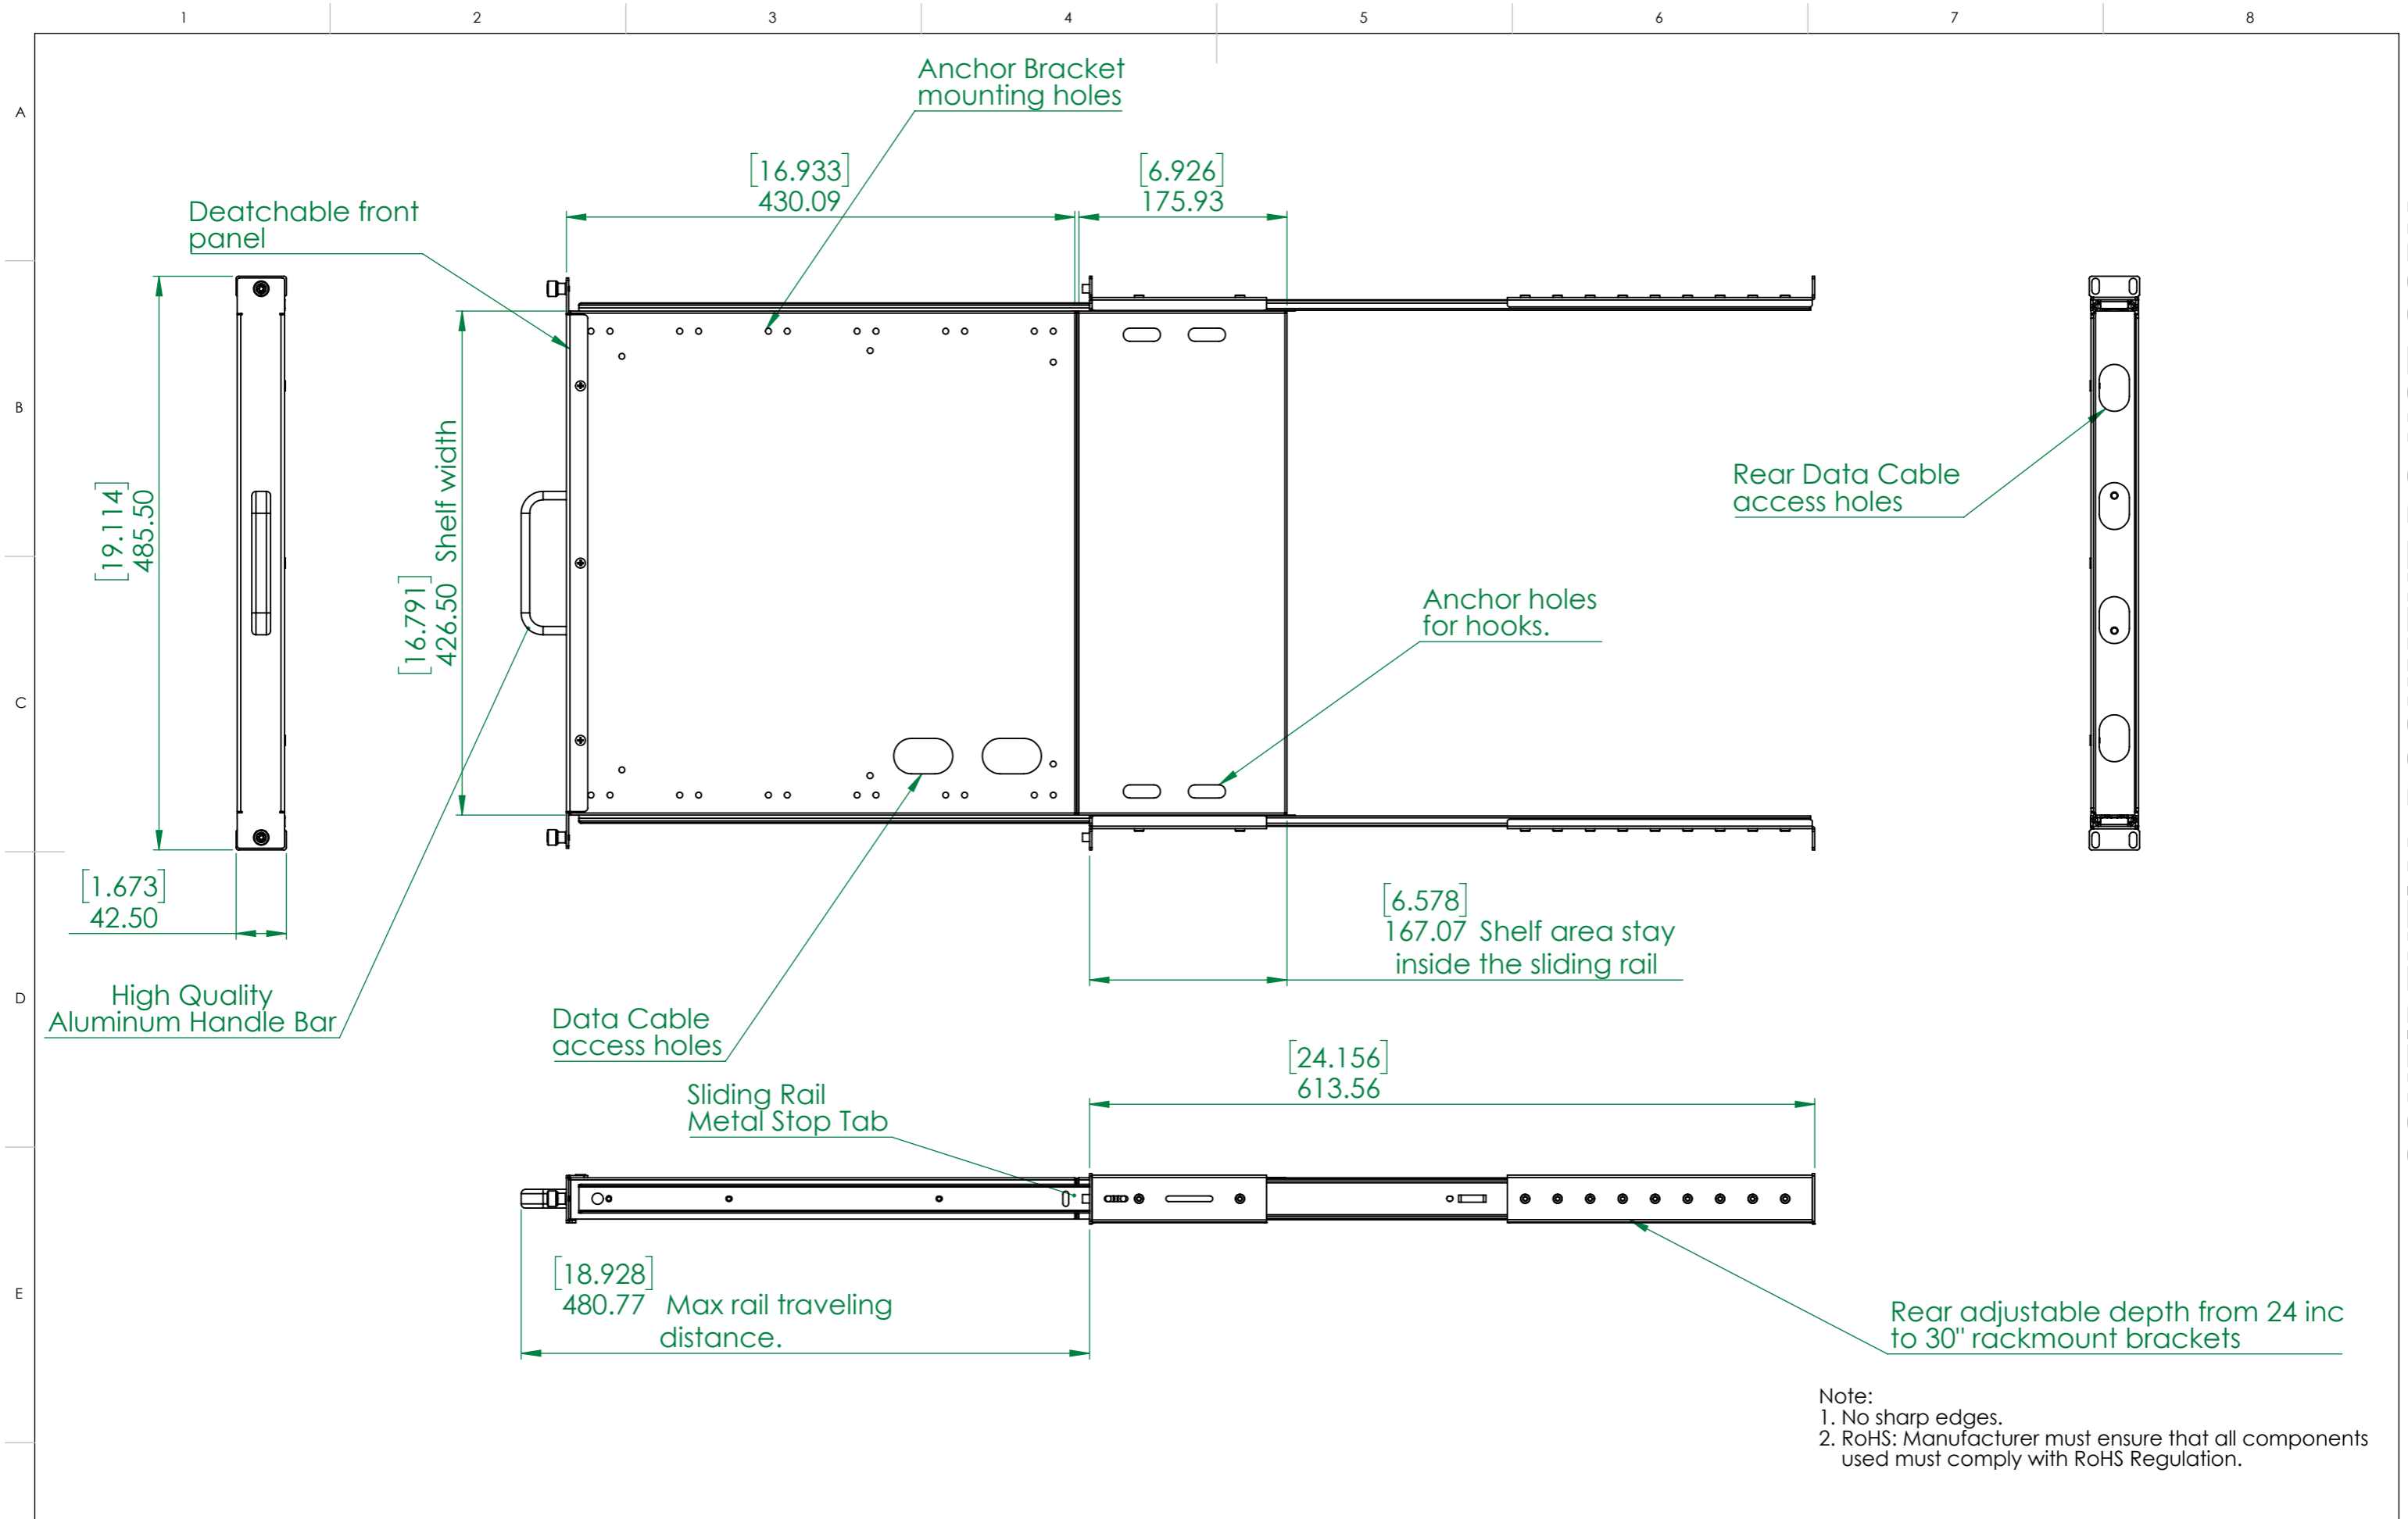 1 2 3 4 5 6 7 8
A
B
C
D
E
Anchor Bracket
mounting holes
[16.933]
430.09
[6.926]
175.93
Deatchable front
panel
[19.114]
485.50
[16.791]
426.50 Shelf width
Rear Data Cable
access holes
Anchor holes
for hooks.
[1.673]
42.50
[6.578]
167.07 Shelf area stay
inside the sliding rail
High Quality
Aluminum Handle Bar
Data Cable
access holes
[24.156]
613.56
Sliding Rail
Metal Stop Tab
[18.928]
480.77 Max rail traveling
distance.
Rear adjustable depth from 24 inc
to 30" rackmount brackets
Note:
1. No sharp edges.
2. RoHS: Manufacturer must ensure that all components
used must comply with RoHS Regulation.